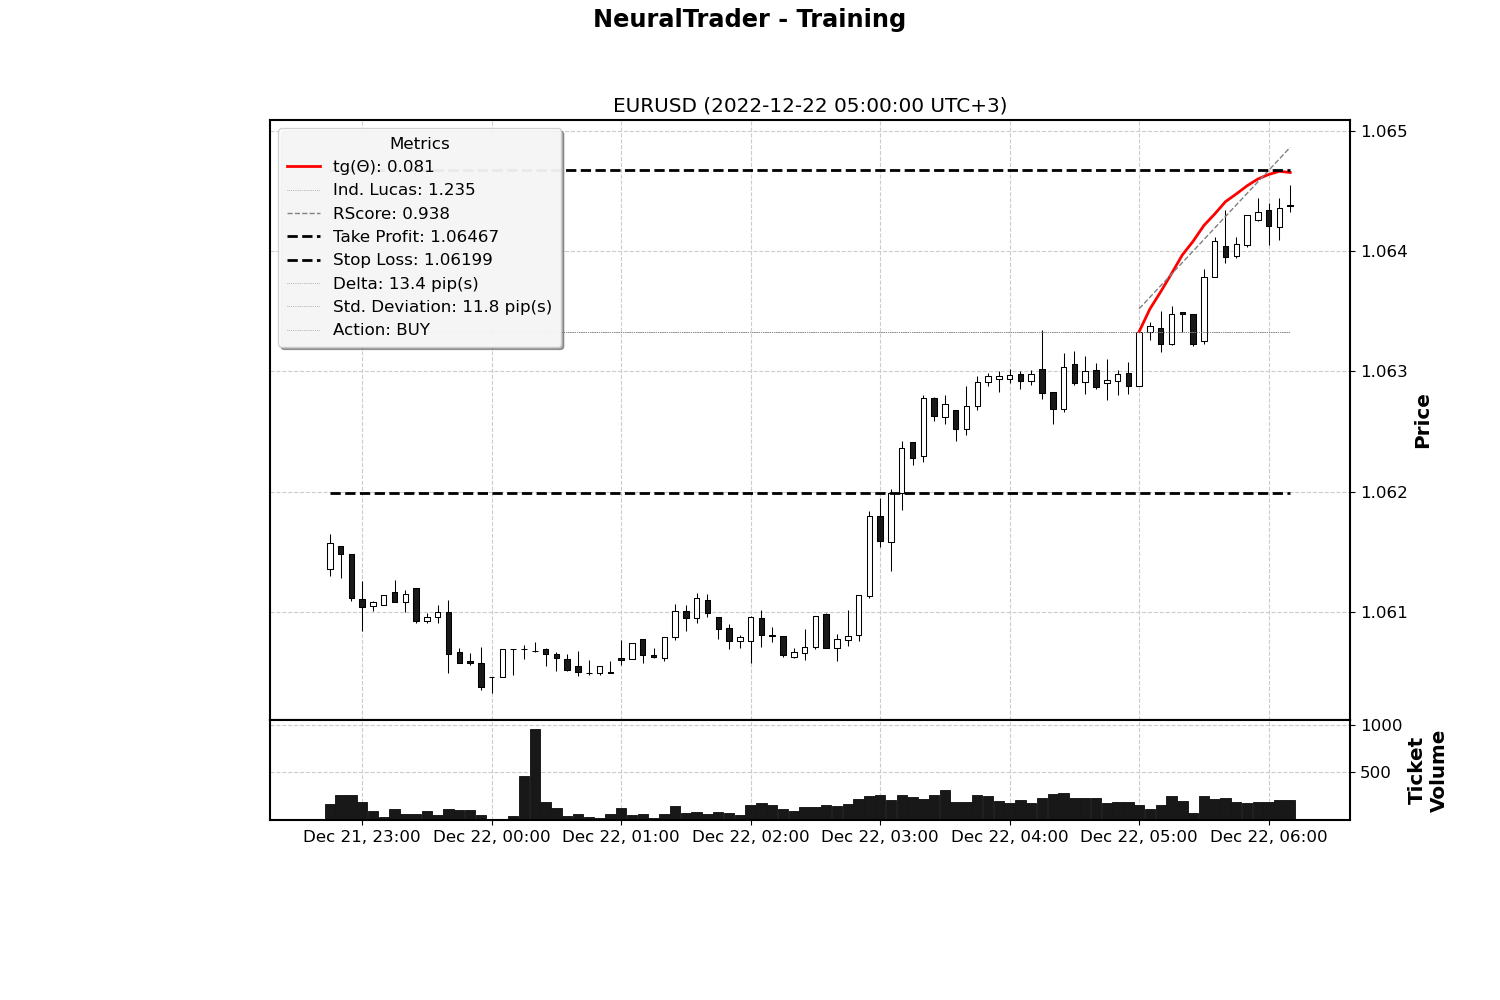 NeuralTrader - Training
EURUSD (2022-12-22 05:00:00 UTC+3)
Metrics
tg(Θ): 0.081
Ind. Lucas: 1.235
RScore: 0.938
Take Profit: 1.06467
Stop Loss: 1.06199
Delta: 13.4 pip(s)
Std. Deviation: 11.8 pip(s)
Action: BUY
1.065
1.064
1.063
1.062
1.061
Price
1000
500
Ticket
Volume
Dec 21, 23:00
Dec 22, 00:00
Dec 22, 01:00
Dec 22, 02:00
Dec 22, 03:00
Dec 22, 04:00
Dec 22, 05:00
Dec 22, 06:00